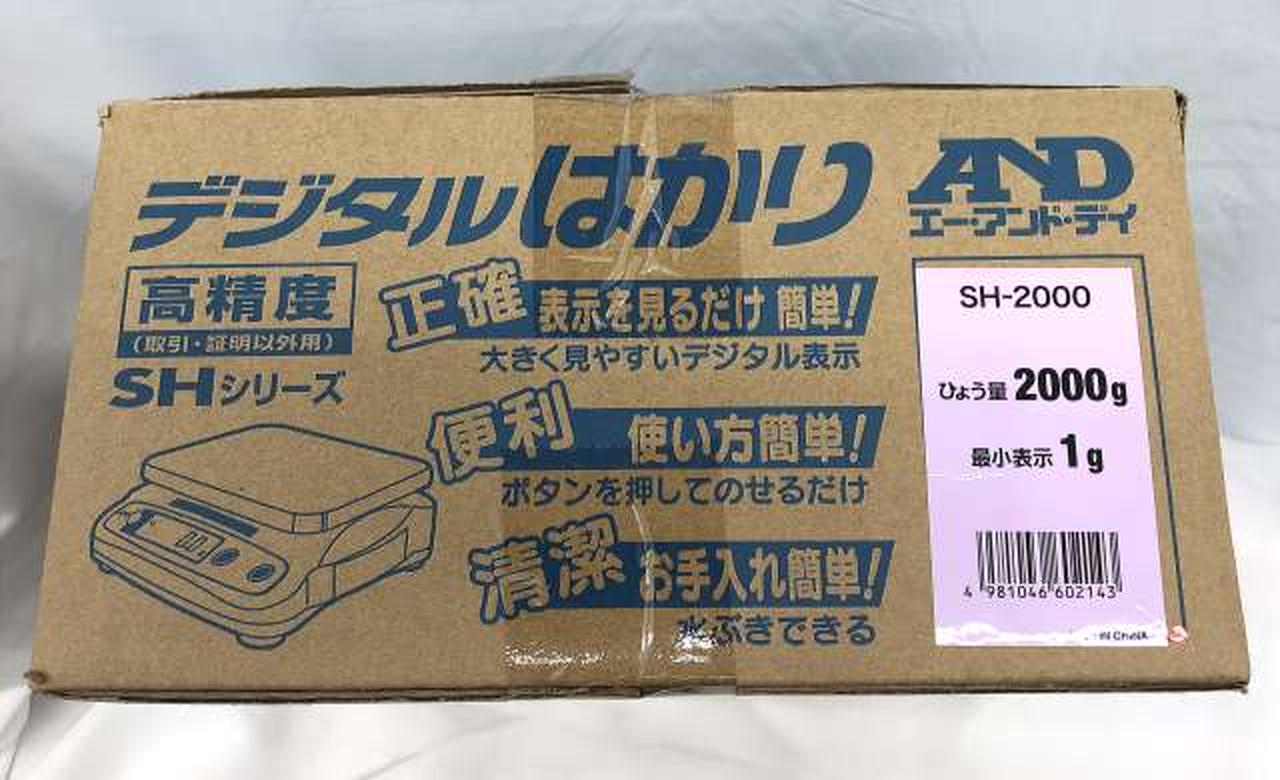 デジタルはかり
AND
エー・アンド・デイ
高精度
(取引・証明以外用)
SHシリーズ
正確 表示を見るだけ 簡単!
大きく見やすいデジタル表示
便利 使い方簡単!
ボタンを押してのせるだけ
清潔 お手入れ簡単!
水ぶきできる
SH-2000
ひょう量 2000g
最小表示 1g
4 981046 602143
IN CHINA